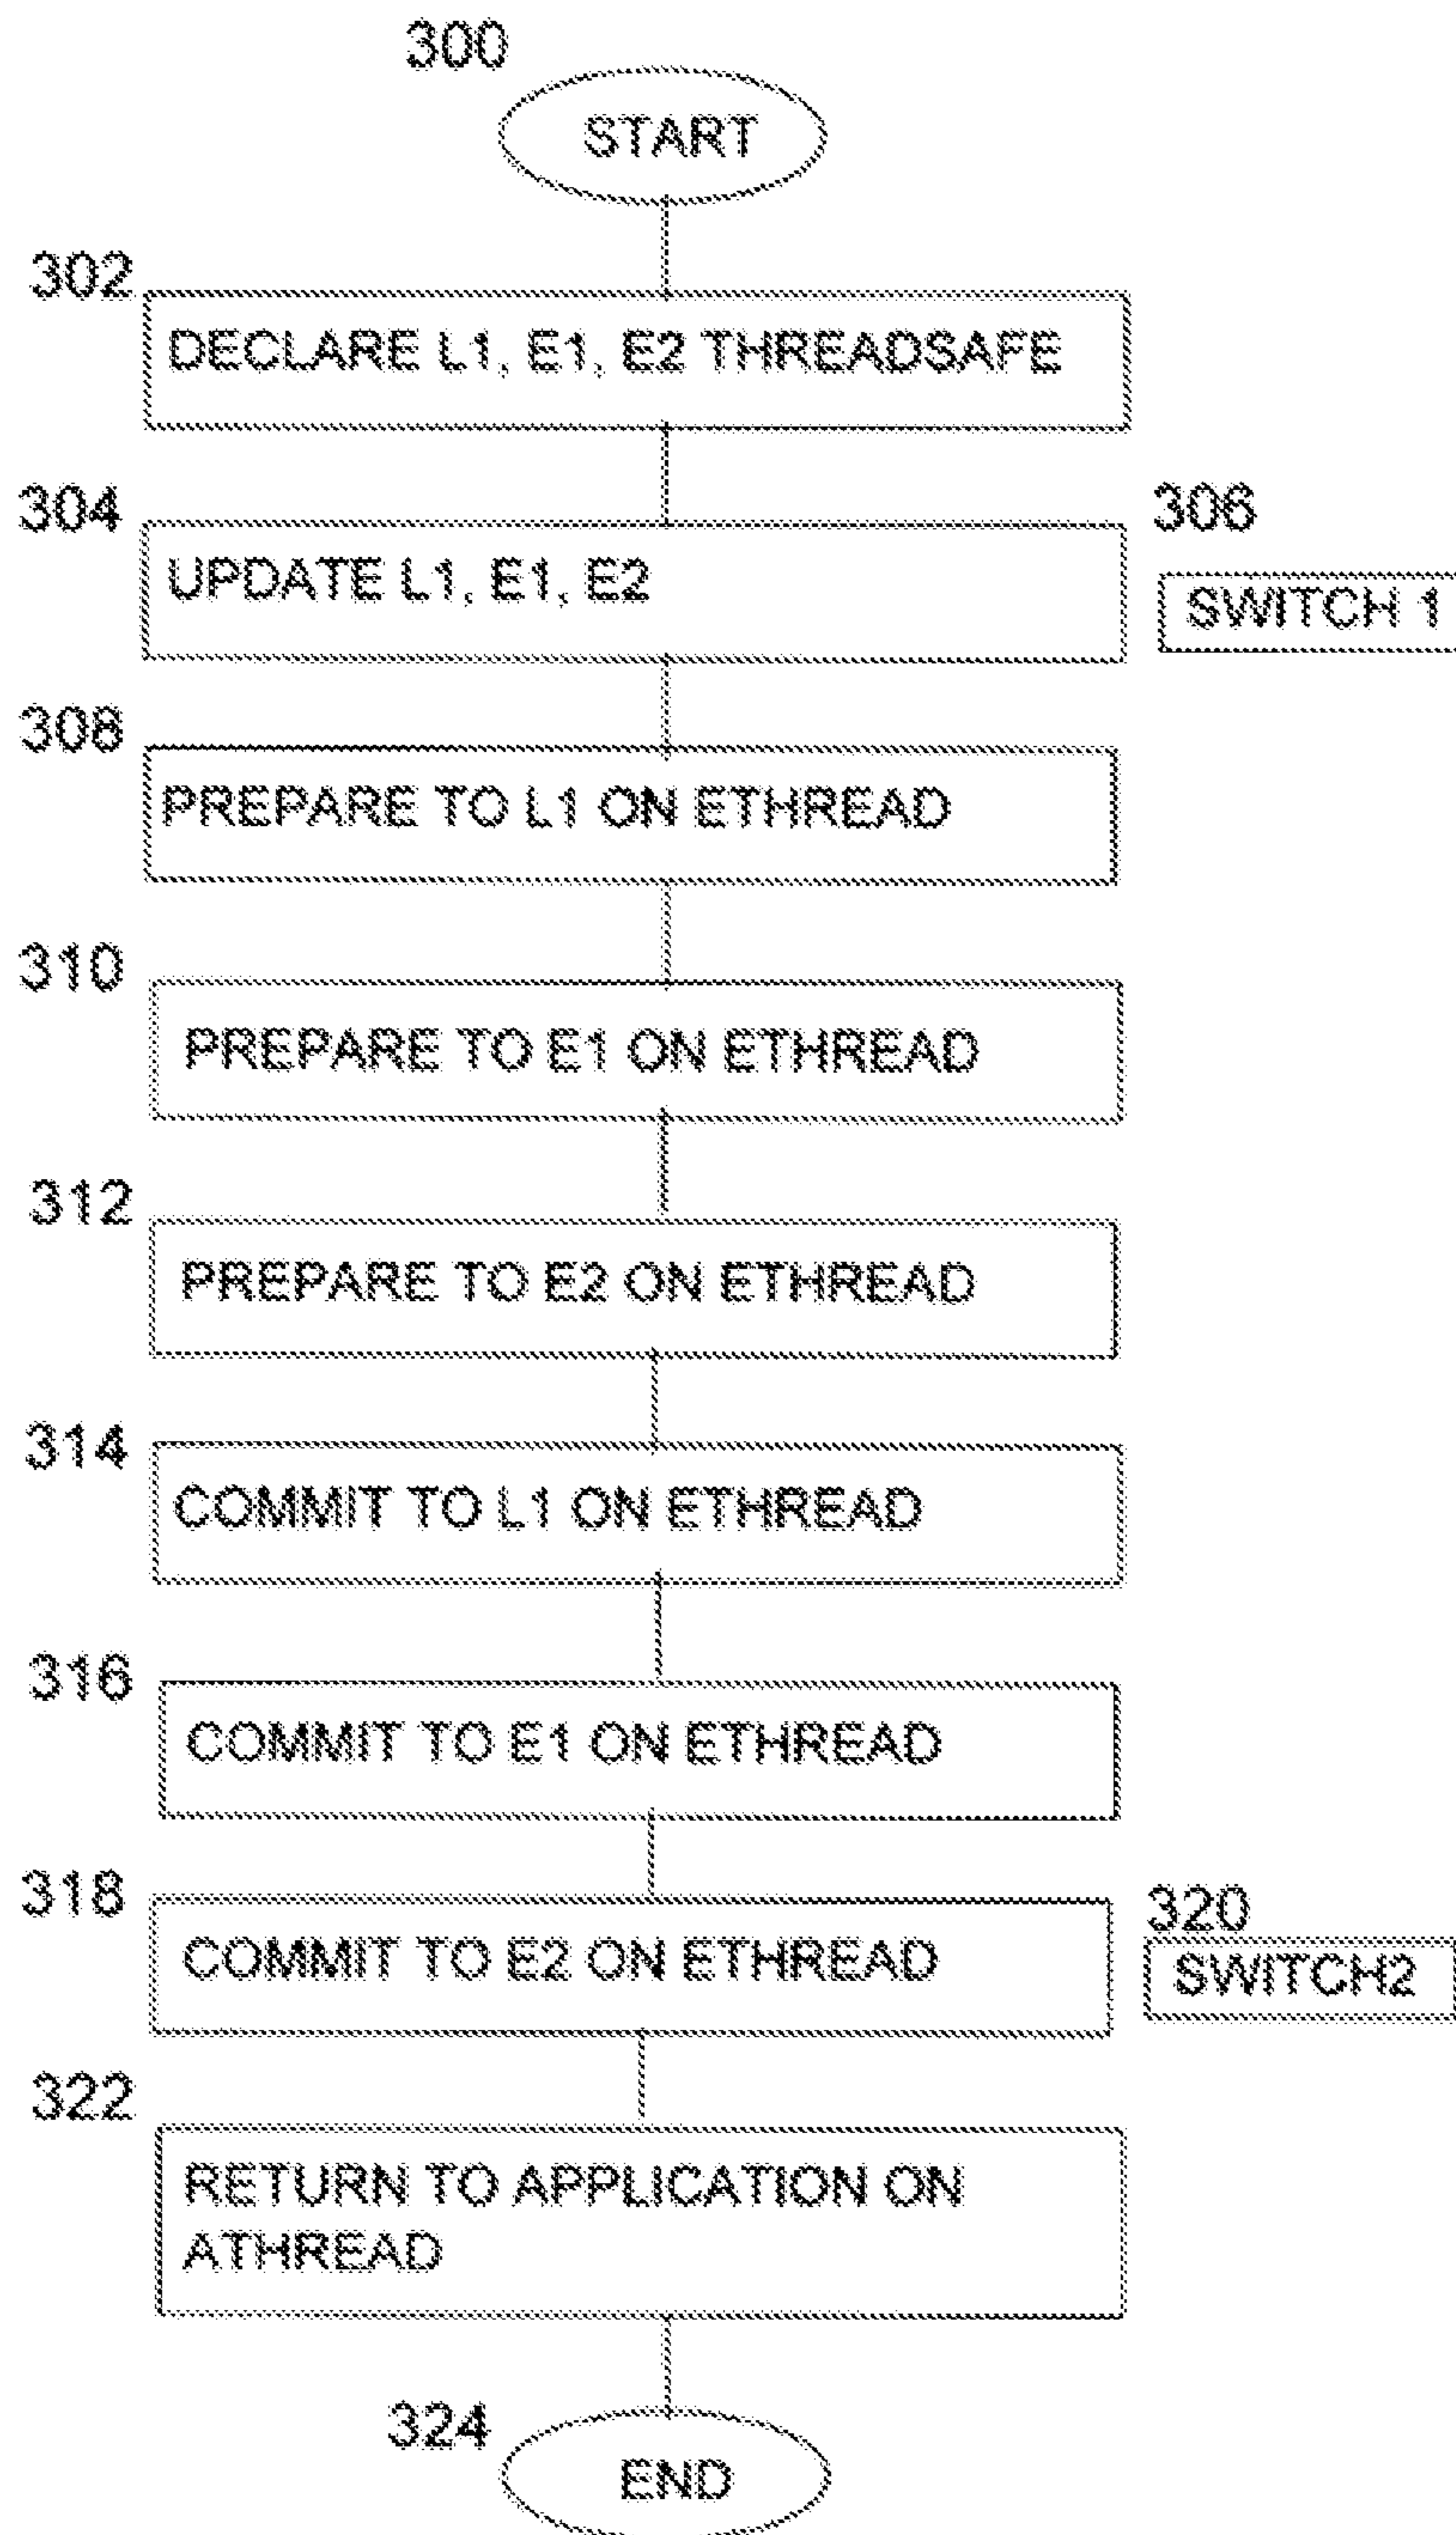 300
START
302
DECLARE L1, E1, E2 THREADSAFE
304
UPDATE L1, E1, E2
306
SWITCH 1
308
PREPARE TO L1 ON ETHREAD
310
PREPARE TO E1 ON ETHREAD
312
PREPARE TO E2 ON ETHREAD
314
COMMIT TO L1 ON ETHREAD
316
COMMIT TO E1 ON ETHREAD
318
COMMIT TO E2 ON ETHREAD
320
SWITCH2
322
RETURN TO APPLICATION ON
ATHREAD
324
END